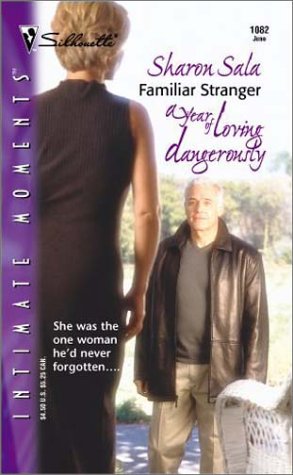 Silhouette
1082
June
Sharon Sala
Familiar Stranger
a year of loving
dangerously
INTIMATE MOMENTS™
She was the
one woman
he'd never
forgotten....
$4.50 U.S. $5.25 CAN.